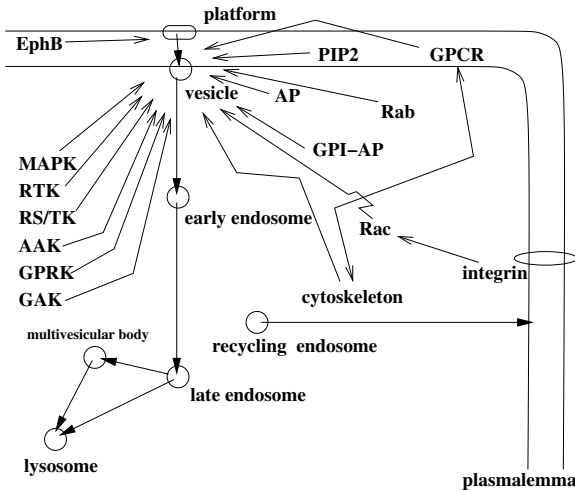 platform
EphB
PIP2
GPCR
vesicle
AP
Rab
GPI–AP
MAPK
RTK
RS/TK
AAK
GPRK
GAK
early endosome
Rac
integrin
cytoskeleton
multivesicular body
recycling endosome
late endosome
lysosome
plasmalemma